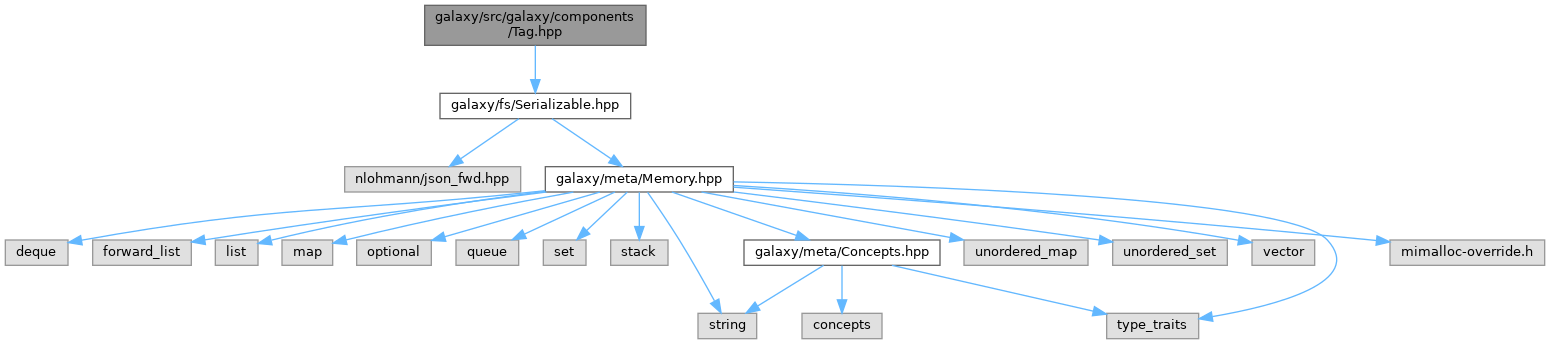 galaxy/src/galaxy/components
/Tag.hpp
galaxy/fs/Serializable.hpp
nlohmann/json_fwd.hpp
galaxy/meta/Memory.hpp
deque
forward_list
list
map
optional
queue
set
stack
galaxy/meta/Concepts.hpp
unordered_map
unordered_set
vector
mimalloc-override.h
string
concepts
type_traits